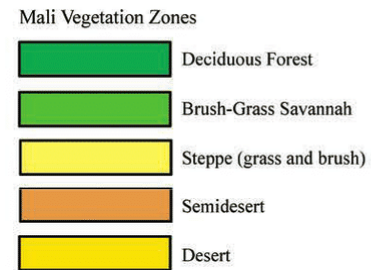 Mali Vegetation Zones
Deciduous Forest
Brush-Grass Savannah
Steppe (grass and brush)
Semidesert
Desert